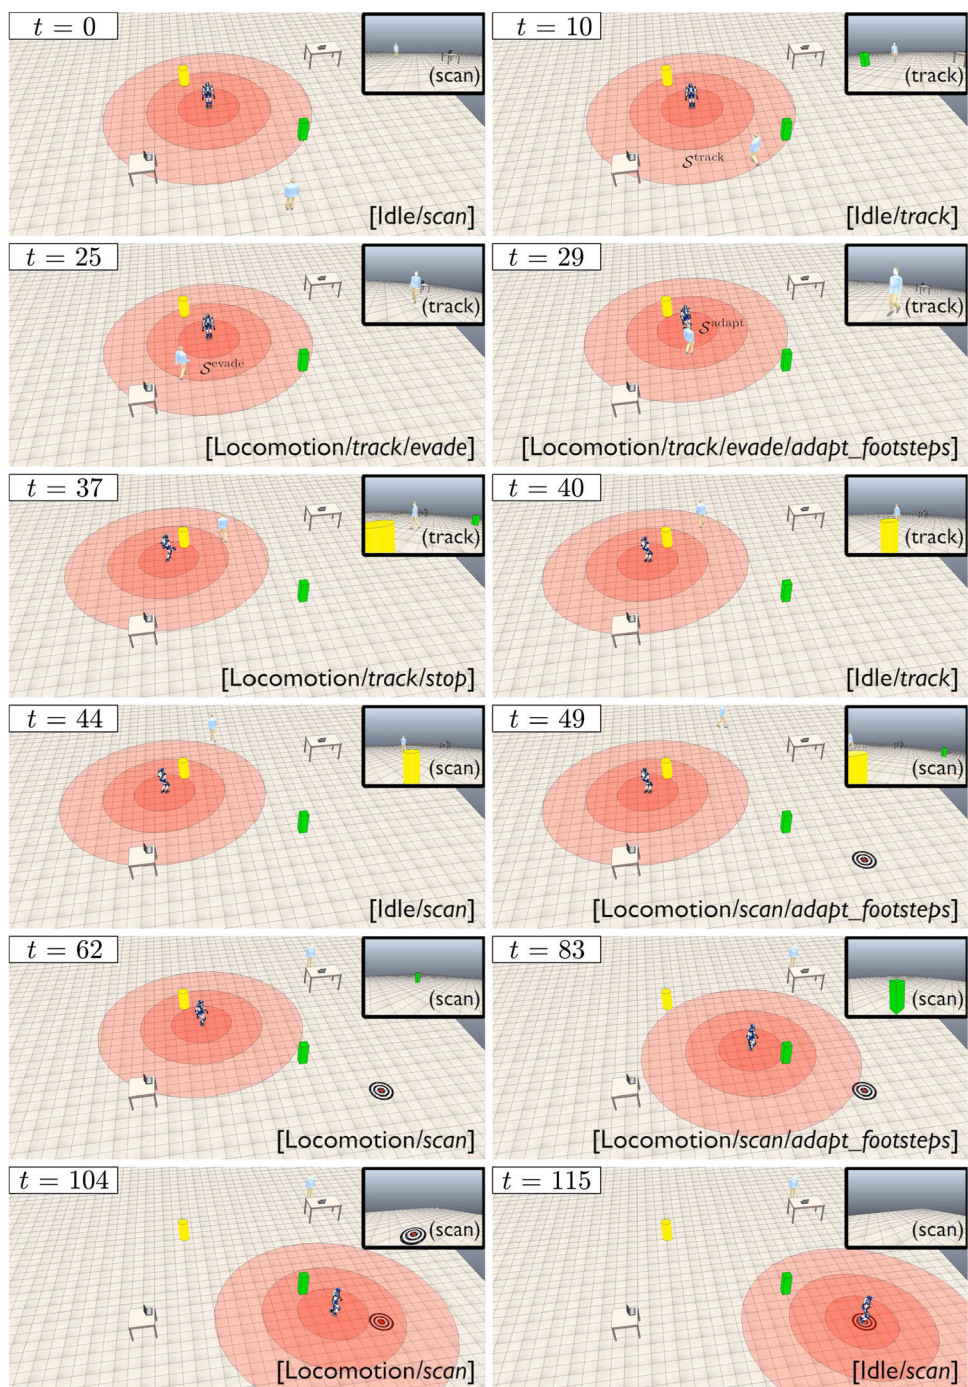 t = 0
(scan)
[Idle/scan]
t = 10
(track)
S^track
[Idle/track]
t = 25
(track)
S^evade
[Locomotion/track/evade]
t = 29
(track)
S^adapt
[Locomotion/track/evade/adapt_footsteps]
t = 37
(track)
[Locomotion/track/stop]
t = 40
(track)
[Idle/track]
t = 44
(scan)
[Idle/scan]
t = 49
(scan)
[Locomotion/scan/adapt_footsteps]
t = 62
(scan)
[Locomotion/scan]
t = 83
(scan)
[Locomotion/scan/adapt_footsteps]
t = 104
(scan)
[Locomotion/scan]
t = 115
(scan)
[Idle/scan]